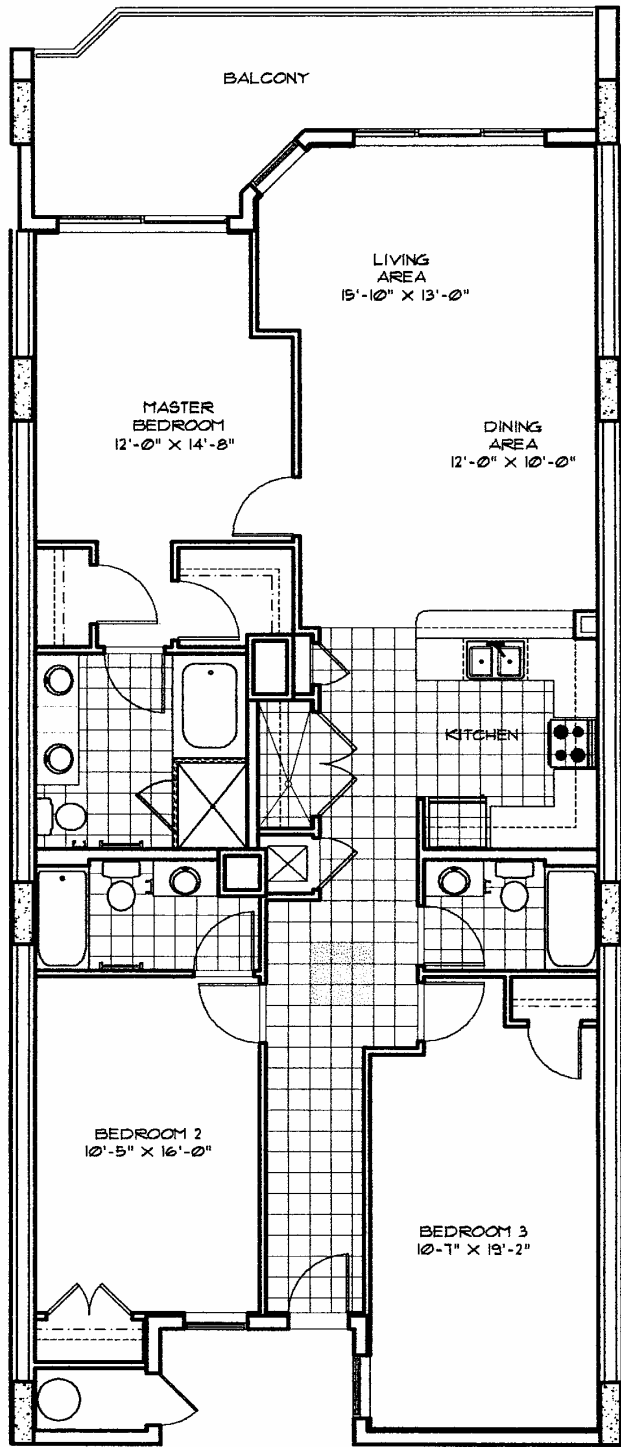 BALCONY
LIVING
AREA
15'-10" X 13'-0"
MASTER
BEDROOM
12'-0" X 14'-8"
DINING
AREA
12'-0" X 10'-0"
KITCHEN
BEDROOM 2
10'-5" X 16'-0"
BEDROOM 3
10-7" X 19'-2"